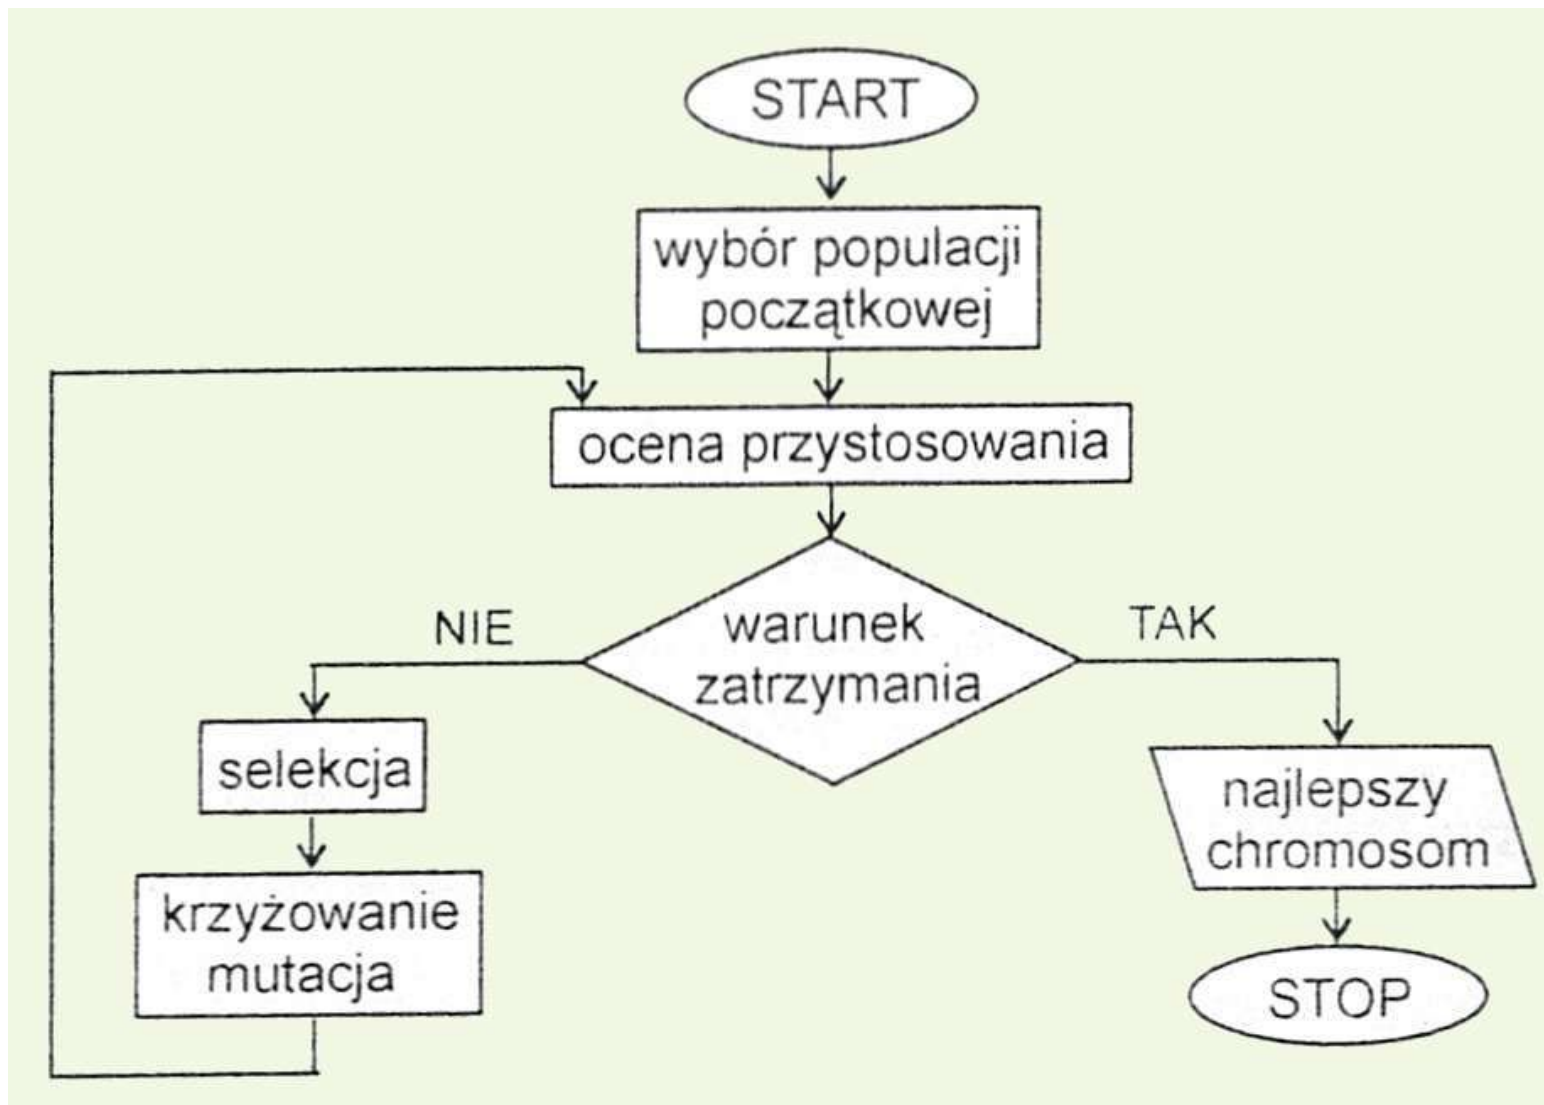 START
wybór populacji
początkowej
ocena przystosowania
warunek
zatrzymania
NIE
TAK
selekcja
krzyżowanie
mutacja
najlepszy
chromosom
STOP